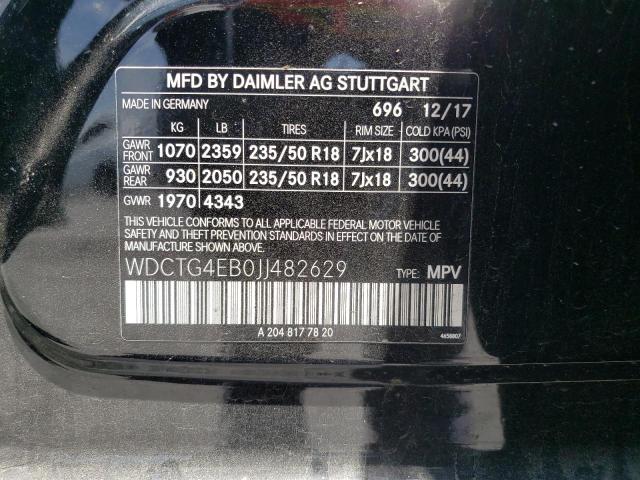 MFD BY DAIMLER AG STUTTGART
MADE IN GERMANY 696 12/17
KG LB TIRES RIM SIZE COLD KPA (PSI)
GAWR FRONT 1070 2359 235/50 R18 7Jx18 300(44)
GAWR REAR 930 2050 235/50 R18 7Jx18 300(44)
GVWR 1970 4343
THIS VEHICLE CONFORMS TO ALL APPLICABLE FEDERAL MOTOR VEHICLE
SAFETY AND THEFT PREVENTION STANDARDS IN EFFECT ON THE DATE
OF MANUFACTURE SHOWN ABOVE.
WDCTG4EB0JJ482629 TYPE: MPV
A 204 817 78 20 4658807